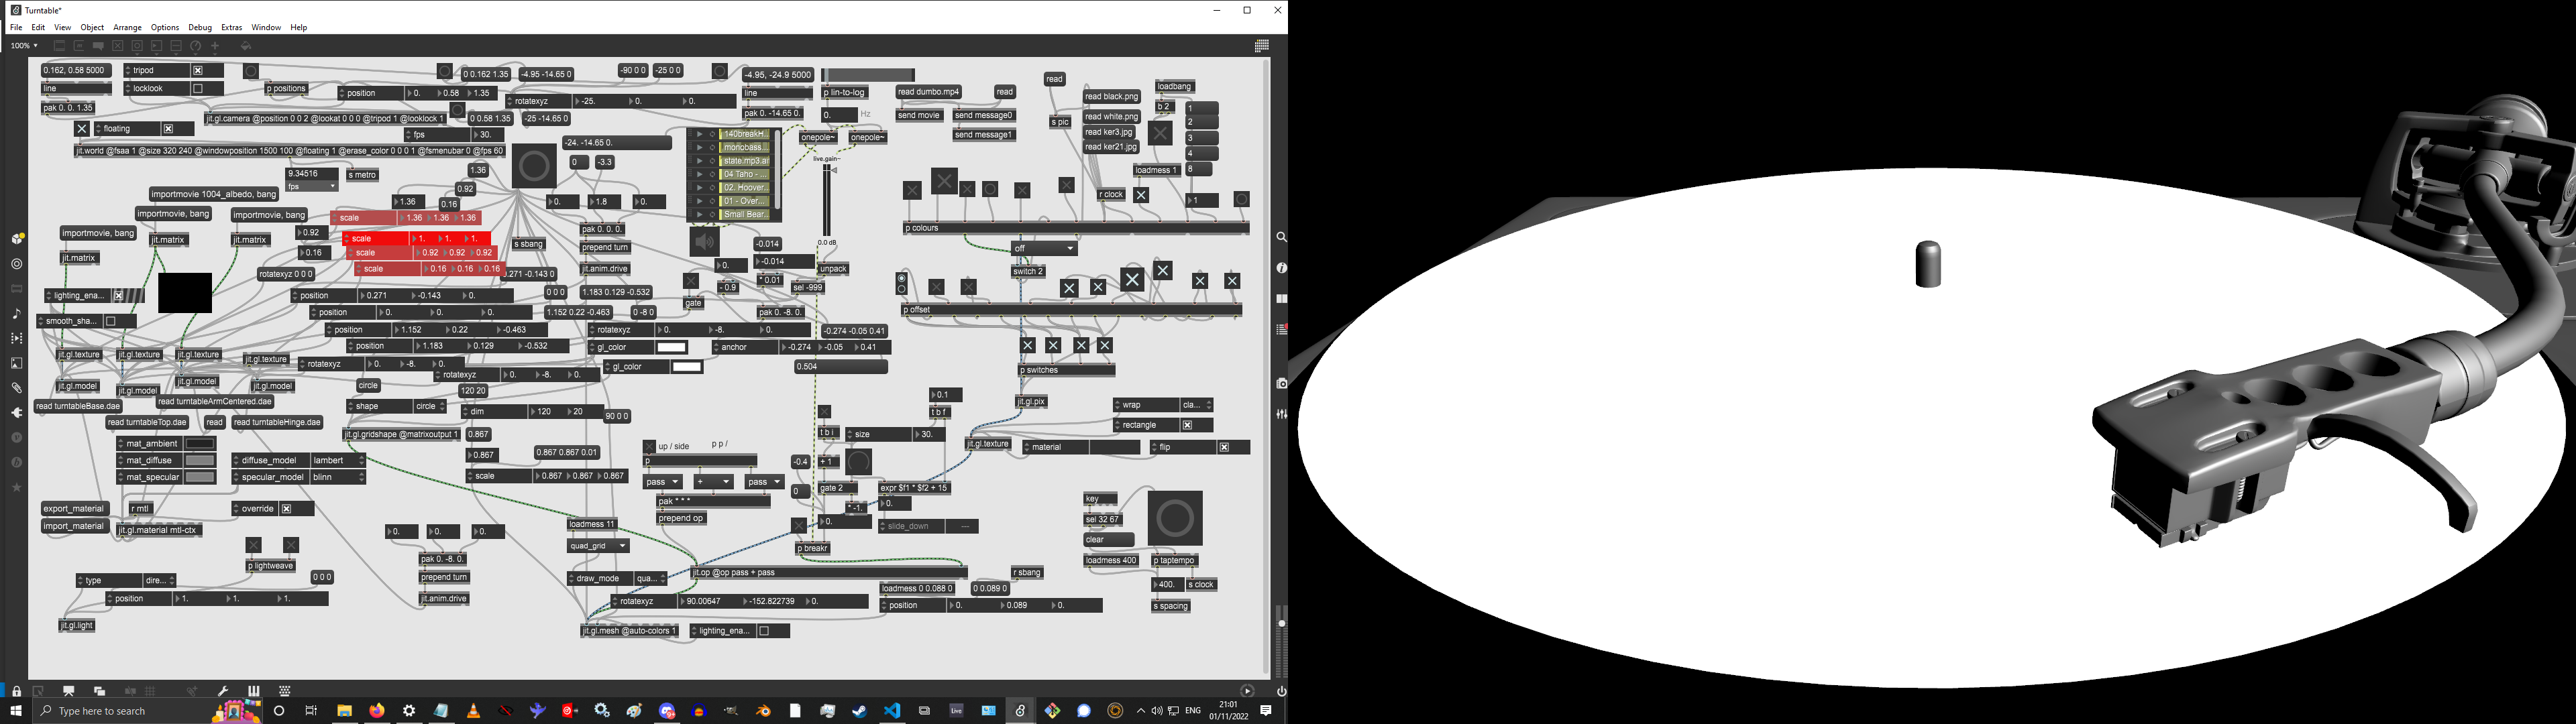 Turntable*
File Edit View Object Arrange Options Debug Extras Window Help
100%
0.162, 0.58 5000
tripod
0 0.162 1.35
-4.95 -14.65 0
-90 0 0
-25 0 0
-4.95, -24.9 5000
line
locklook
p positions
position 0. 0.58 1.35
rotatexyz -25. 0. 0.
line
p lin-to-log
pak 0. 0. 1.35
jit.gl.camera @position 0 0 2 @lookat 0 0 0 @tripod 1 @looklock 1
0 0.58 1.35
-25 -14.65 0
pak 0. -14.65 0.
0.
Hz
floating
fps 30.
jit.world @fsaa 1 @size 320 240 @windowposition 1500 100 @floating 1 @erase_color 0 0 0 1 @fsmenubar 0 @fps 60
-24. -14.65 0.
140breakH...
monobass...
state.mp3.ai
04 Taho - ...
02. Hoover...
01 - Over...
Small Bear...
onepole~
onepole~
live.gain~
0.0 dB
read dumbo.mp4
read
send movie
send message0
send message1
read
s pic
read black.png
read white.png
read ker3.jpg
read ker21.jpg
loadbang
b 2
1
2
3
4
8
loadmess 1
r clock
1
9.34516
fps
s metro
0
-3.3
1.36
0.92
0.16
importmovie 1004_albedo, bang
importmovie, bang
importmovie, bang
importmovie, bang
1.36
0.92
0.16
scale 1.36 1.36 1.36
scale 1. 1. 1.
scale 0.92 0.92 0.92
scale 0.16 0.16 0.16
jit.matrix
jit.matrix
jit.matrix
0. 1.8 0.
pak 0. 0. 0.
prepend turn
jit.anim.drive
s sbang
p colours
off
switch 2
-0.014
-0.014
0.
unpack
* 0.01
- 0.9
sel -999
gate
pak 0. -8. 0.
rotatexyz 0 0 0
.271 -0.143 0
lighting_ena...
position 0.271 -0.143 0.
0 0 0
1.183 0.129 -0.532
smooth_sha...
position 0. 0. 0.
1.152 0.22 -0.463
0 -8 0
position 1.152 0.22 -0.463
rotatexyz 0. -8. 0.
-0.274 -0.05 0.41
p offset
position 1.183 0.129 -0.532
gl_color
anchor -0.274 -0.05 0.41
jit.gl.texture
jit.gl.texture
jit.gl.texture
jit.gl.texture
rotatexyz 0. -8. 0.
gl_color
0.504
rotatexyz 0. -8. 0.
p switches
jit.gl.model
jit.gl.model
jit.gl.model
jit.gl.model
circle
120 20
0.1
jit.gl.pix
read turntableBase.dae
read turntableArmCentered.dae
shape circle
dim 120 20
90 0 0
t b f
wrap cla...
rectangle
read turntableTop.dae
read
read turntableHinge.dae
jit.gl.gridshape @matrixoutput 1
0.867
t b i
size 30.
jit.gl.texture
material
flip
mat_ambient
mat_diffuse
mat_specular
diffuse_model lambert
specular_model blinn
0.867
0.867 0.867 0.01
scale 0.867 0.867 0.867
up / side
p p /
p
pass + pass
pak * * *
prepend op
-0.4
+ 1
0
gate 2
expr $f1 * $f2 + 15
* -1.
0.
0.
slide_down
export_material
import_material
r mtl
override
jit.gl.material mtl-ctx
0. 0. 0.
loadmess 11
quad_grid
p breakr
key
sel 32 67
clear
loadmess 400
p taptempo
400.
s clock
s spacing
p lightweave
pak 0. -8. 0.
prepend turn
jit.anim.drive
type dire...
0 0 0
position 1. 1. 1.
jit.gl.light
draw_mode qua...
jit.op @op pass + pass
r sbang
loadmess 0 0.088 0
0 0.089 0
rotatexyz 90.00647 -152.822739 0.
position 0. 0.089 0.
jit.gl.mesh @auto-colors 1
lighting_ena...
Type here to search
Live
ENG
21:01
01/11/2022